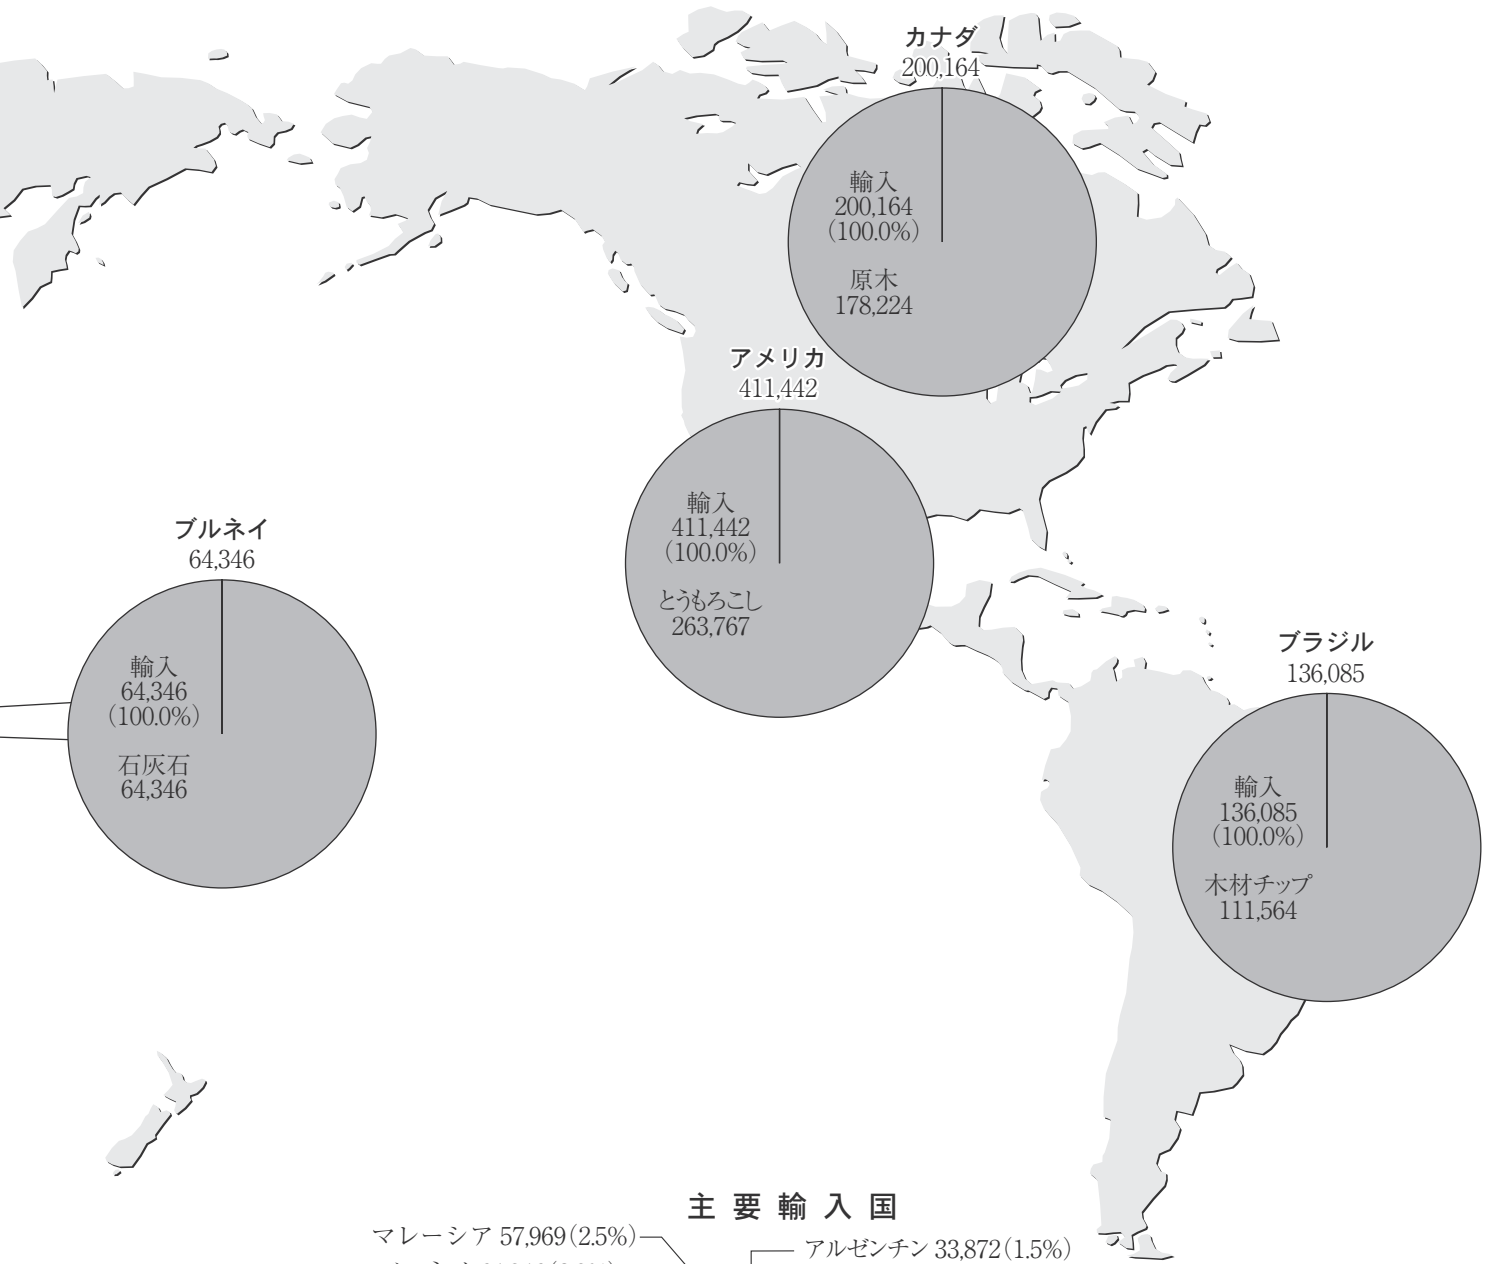 カナダ
200,164
輸入
200,164
(100.0%)
原木
178,224
アメリカ
411,442
輸入
411,442
(100.0%)
とうもろこし
263,767
ブルネイ
64,346
輸入
64,346
(100.0%)
石灰石
64,346
ブラジル
136,085
輸入
136,085
(100.0%)
木材チップ
111,564
主要輸入国
マレーシア 57,969(2.5%)
アルゼンチン 33,872(1.5%)